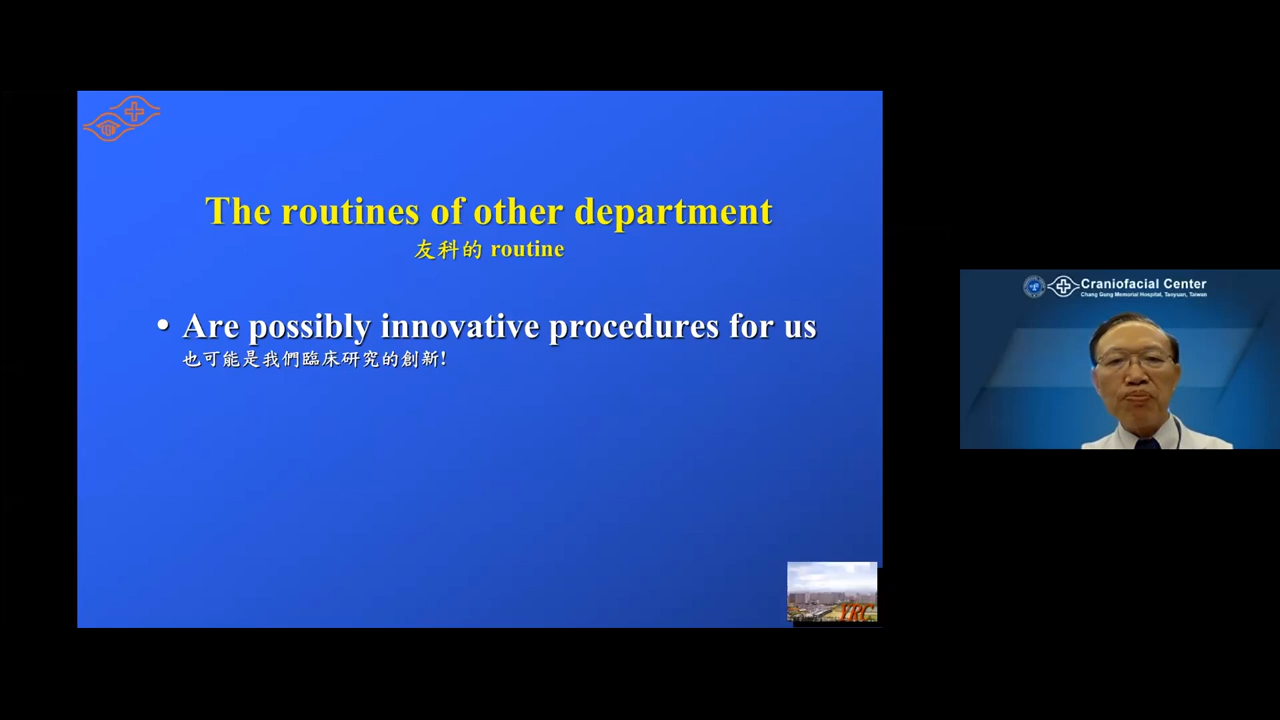 The routines of other department
友科的 routine
• Are possibly innovative procedures for us
也可能是我們臨床研究的創新!
YRC
Craniofacial Center
Chang Gung Memorial Hospital, Taoyuan, Taiwan